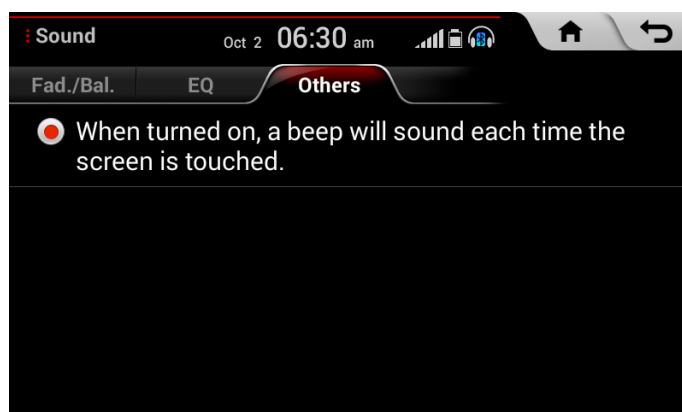 Sound
Oct 2 06:30 am
Fad./Bal. EQ Others
When turned on, a beep will sound each time the
screen is touched.